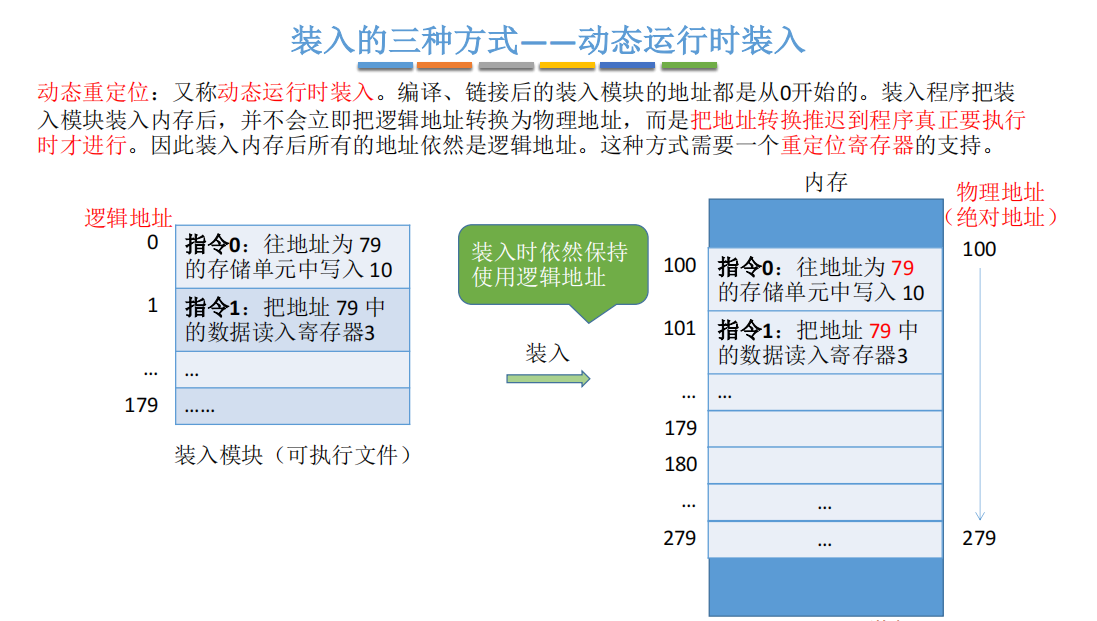 装入的三种方式——动态运行时装入
动态重定位：又称动态运行时装入。编译、链接后的装入模块的地址都是从0开始的。装入程序把装
入模块装入内存后，并不会立即把逻辑地址转换为物理地址，而是把地址转换推迟到程序真正要执行
时才进行。因此装入内存后所有的地址依然是逻辑地址。这种方式需要一个重定位寄存器的支持。
逻辑地址
0
指令0：往地址为 79
的存储单元中写入 10
1
指令1：把地址 79 中
的数据读入寄存器3
...
...
179
......
装入模块（可执行文件）
装入时依然保持
使用逻辑地址
装入
内存
物理地址
（绝对地址）
100
指令0：往地址为 79
的存储单元中写入 10
101
指令1：把地址 79 中
的数据读入寄存器3
...
...
179
180
...
...
279
...
100
279